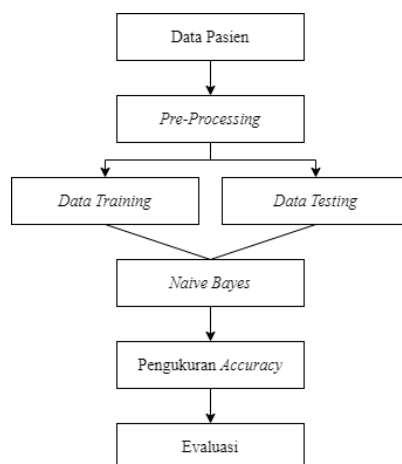 Data Pasien
Pre-Processing
Data Training
Data Testing
Naive Bayes
Pengukuran Accuracy
Evaluasi